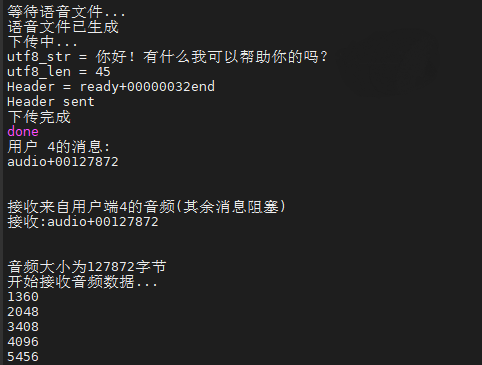 等待语音文件...
语音文件已生成
下传中...
utf8_str = 你好！有什么我可以帮助你的吗？
utf8_len = 45
Header = ready+00000032end
Header sent
下传完成
done
用户 4的消息:
audio+00127872
接收来自用户端4的音频(其余消息阻塞)
接收:audio+00127872
音频大小为127872字节
开始接收音频数据...
1360
2048
3408
4096
5456